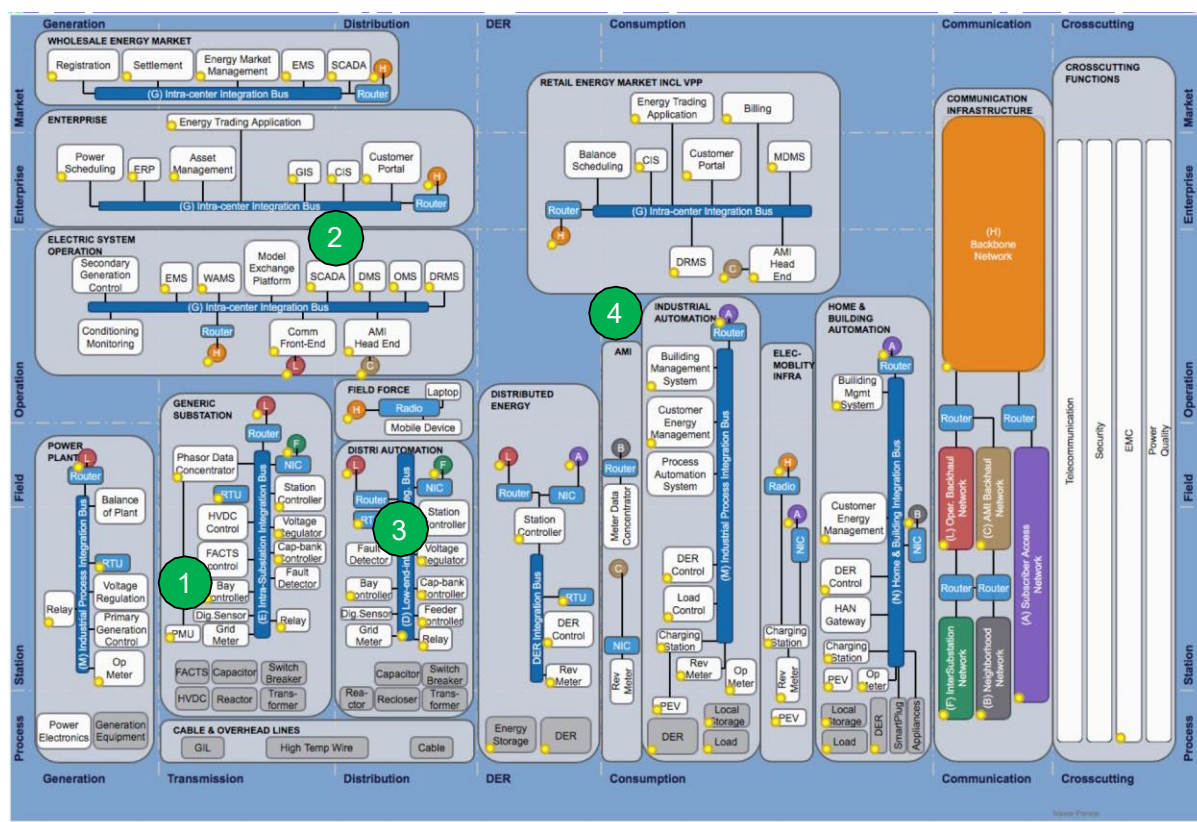 Generation
Distribution
DER
Consumption
Communication
Crosscutting
Market
Enterprise
Operation
Field
Station
Process
WHOLESALE ENERGY MARKET
Registration
Settlement
Energy Market
Management
EMS
SCADA
H
Router
(G) Intra-center Integration Bus
ENTERPRISE
Energy Trading Application
Power
Scheduling
ERP
Asset
Management
GIS
CIS
Customer
Portal
H
Router
(G) Intra-center Integration Bus
2
ELECTRIC SYSTEM
OPERATION
Secondary
Generation
Control
EMS
WAMS
Model
Exchange
Platform
SCADA
DMS
OMS
DRMS
(G) Intra-center Integration Bus
Conditioning
Monitoring
Router
H
Comm
Front-End
L
AMI
Head End
C
RETAIL ENERGY MARKET INCL VPP
Energy Trading
Application
Billing
Balance
Scheduling
CIS
Customer
Portal
MDMS
Router
(G) Intra-center Integration Bus
H
DRMS
C
AMI
Head
End
COMMUNICATION
INFRASTRUCTURE
(H)
Backbone
Network
Router
Router
Router
(L) Oper. Backhaul
Network
(C) AMI Backhaul
Network
(A) Subscriber Access
Network
Router
Router
(F) InterSubstation
Network
(B) Neighborhood
Network
CROSSCUTTING
FUNCTIONS
Telecommunication
Security
EMC
Power
Quality
POWER
PLANT
L
Router
Balance
of Plant
(M) Industrial Process Integration Bus
RTU
Voltage
Regulation
Relay
Primary
Generation
Control
Op
Meter
Power
Electronics
Generation
Equipment
GENERIC
SUBSTATION
L
Router
F
NIC
Phasor Data
Concentrator
RTU
Station
Controller
HVDC
Control
Voltage
Regulator
FACTS
control
Cap-bank
Controller
Fault
Detector
1
Bay
Controller
(E) Intra-Substation Integration Bus
Dig.Sensor
PMU
Grid
Meter
Relay
FACTS
Capacitor
Switch
Breaker
HVDC
Reactor
Trans-
former
CABLE & OVERHEAD LINES
GIL
High Temp Wire
Cable
FIELD FORCE
Laptop
H
Radio
Mobile Device
DISTRI AUTOMATION
L
F
Router
NIC
3
Station
Fault
Detector
Voltage
Regulator
Bay
Controller
Cap-bank
Controller
Dig.Sensor
Feeder
Controller
Grid
Meter
Relay
Capacitor
Switch
Breaker
Rea-
ctor
Recloser
Trans-
former
DISTRIBUTED
ENERGY
L
A
Router
NIC
Station
Controller
DER Integration Bus
RTU
DER
Control
Rev
Meter
Energy
Storage
DER
4
AMI
B
Router
Meter Data
Concentrator
C
NIC
Rev
Meter
INDUSTRIAL
AUTOMATION
A
Router
Builiding
Management
System
Customer
Energy
Management
Process
Automation
System
(M) Industrial Process Integration Bus
DER
Control
Load
Control
Charging
Station
Rev
Meter
Op
Meter
PEV
Local
Storage
DER
Load
ELEC-
MOBLITY
INFRA
H
Radio
A
NIC
Charging
Station
Rev
Meter
PEV
HOME &
BUILDING
AUTOMATION
A
Router
Builiding
Mgmt
System
Customer
Energy
Management
B
NIC
(N) Home & Building Integration Bus
DER
Control
HAN
Gateway
Charging
Station
PEV
Op
Meter
Local
Storage
Load
DER
SmartPlug
Appliances
Market
Enterprise
Operation
Field
Station
Process
Generation
Transmission
Distribution
DER
Consumption
Communication
Crosscutting